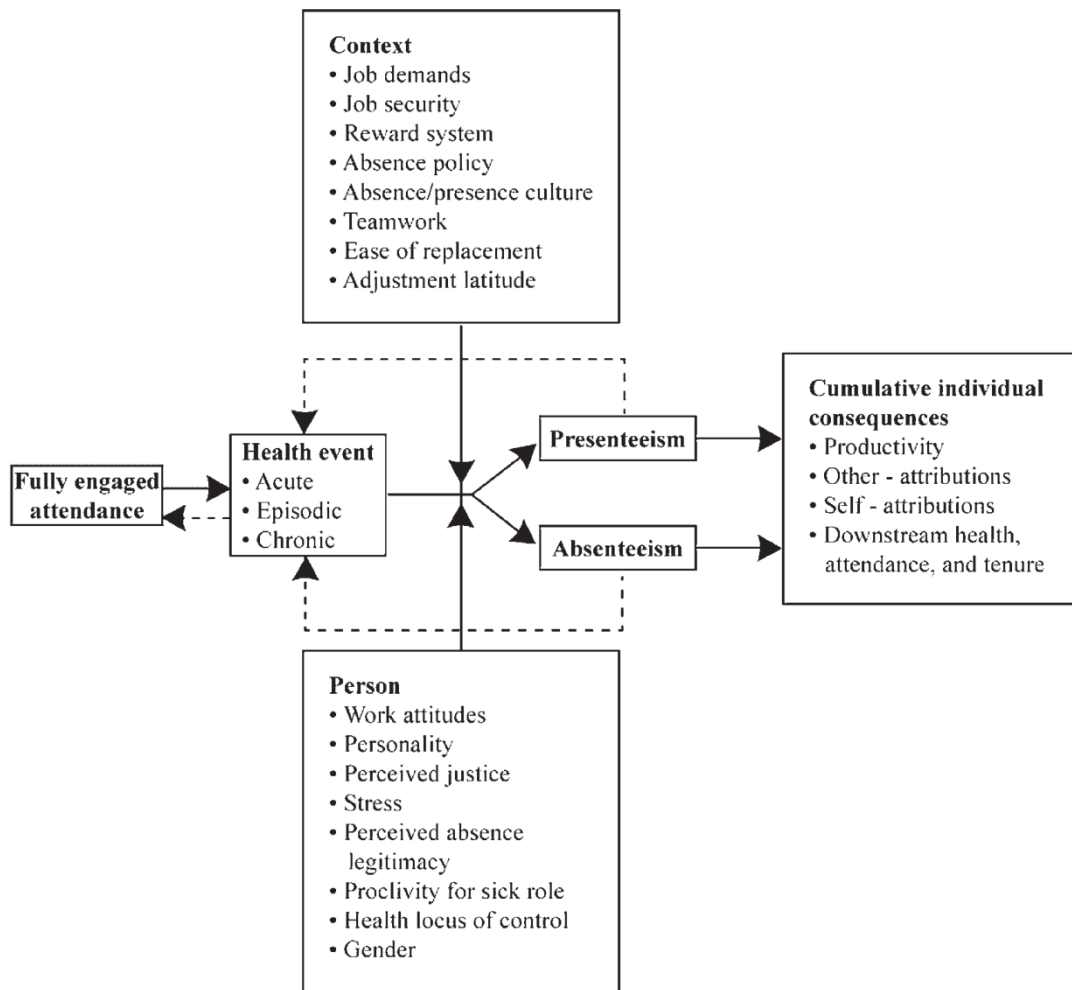 Context
• Job demands
• Job security
• Reward system
• Absence policy
• Absence/presence culture
• Teamwork
• Ease of replacement
• Adjustment latitude
Fully engaged
attendance
Health event
• Acute
• Episodic
• Chronic
Presenteeism
Absenteeism
Cumulative individual
consequences
• Productivity
• Other - attributions
• Self - attributions
• Downstream health,
attendance, and tenure
Person
• Work attitudes
• Personality
• Perceived justice
• Stress
• Perceived absence
legitimacy
• Proclivity for sick role
• Health locus of control
• Gender